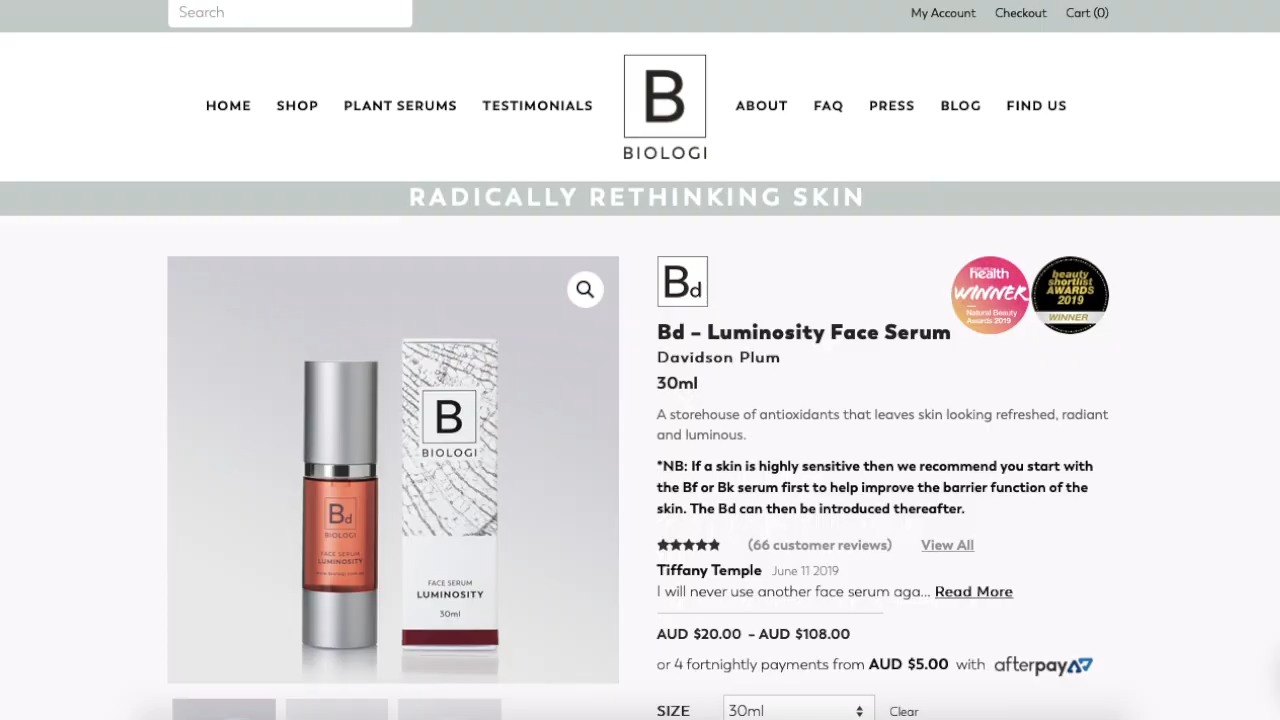 Search
My Account Checkout Cart (0)
HOME SHOP PLANT SERUMS TESTIMONIALS
B
BIOLOGI
ABOUT FAQ PRESS BLOG FIND US
RADICALLY RETHINKING SKIN
Bd
BIOLOGI
FACE SERUM
LUMINOSITY
B
BIOLOGI
FACE SERUM
LUMINOSITY
30ml
Bd
health
WINNER
Natural Beauty
Awards 2019
beauty
shortlist
AWARDS
2019
WINNER
Bd – Luminosity Face Serum
Davidson Plum
30ml
A storehouse of antioxidants that leaves skin looking refreshed, radiant
and luminous.
*NB: If a skin is highly sensitive then we recommend you start with
the Bf or Bk serum first to help improve the barrier function of the
skin. The Bd can then be introduced thereafter.
(66 customer reviews) View All
Tiffany Temple June 11 2019
I will never use another face serum aga... Read More
AUD $20.00 - AUD $108.00
or 4 fortnightly payments from AUD $5.00 with afterpay
SIZE 30ml Clear